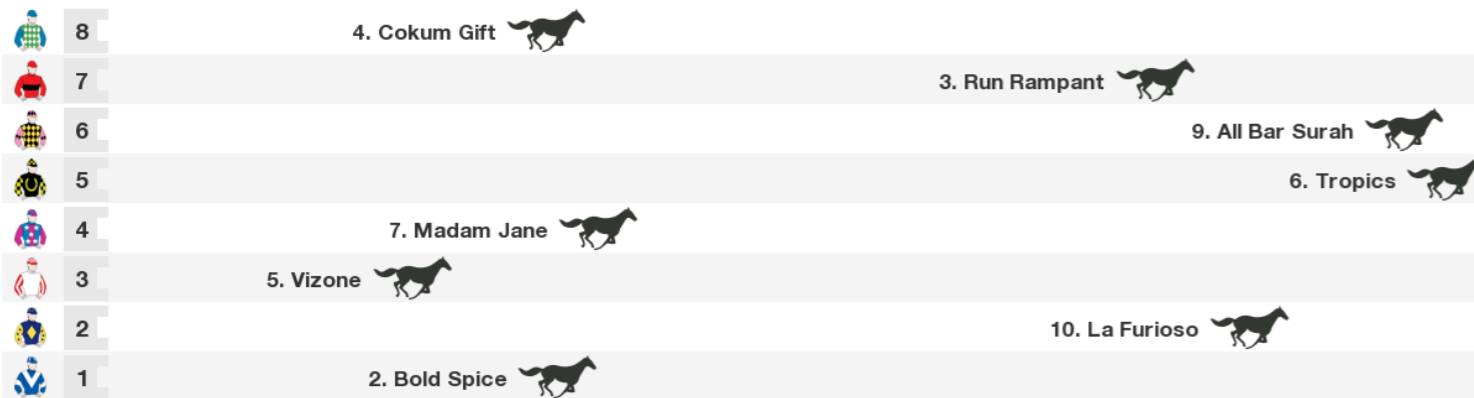 8 4. Cokum Gift
7 3. Run Rampant
6 9. All Bar Surah
5 6. Tropics
4 7. Madam Jane
3 5. Vizone
2 10. La Furioso
1 2. Bold Spice